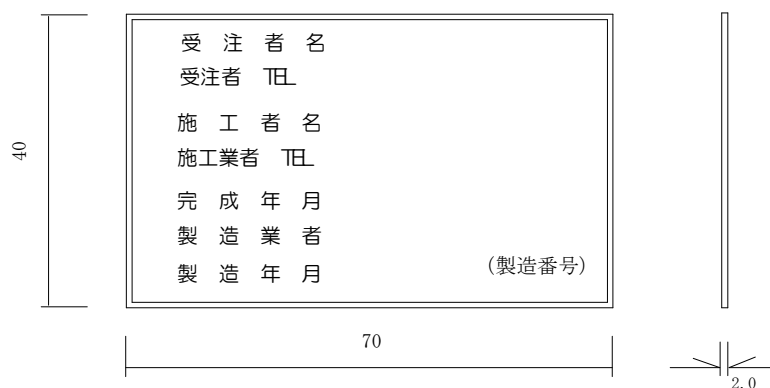 受注者名
受注者 TEL
施工者名
施工業者 TEL
完成年月
製造業者
製造年月
(製造番号)
40
70
2.0